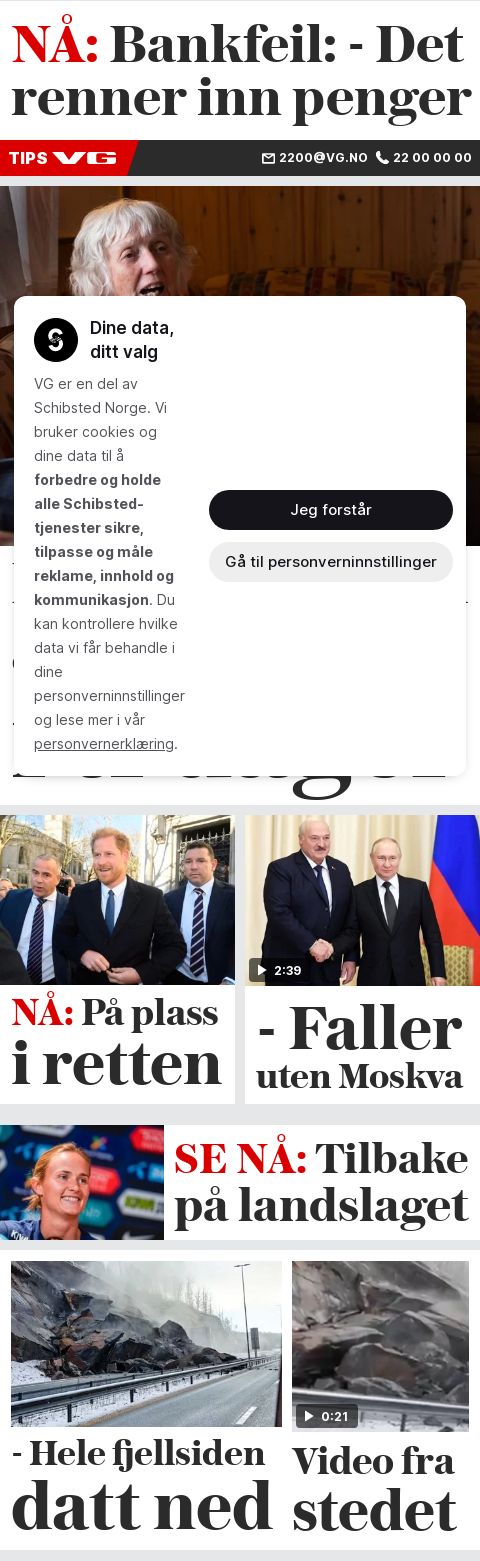 NÅ: Bankfeil: - Det
renner inn penger
TIPS VG
2200@VG.NO 22 00 00 00
Dine data,
ditt valg
VG er en del av
Schibsted Norge. Vi
bruker cookies og
dine data til å
forbedre og holde
alle Schibsted-
tjenester sikre,
tilpasse og måle
reklame, innhold og
kommunikasjon. Du
kan kontrollere hvilke
data vi får behandle i
dine
personverninnstillinger
og lese mer i vår
personvernerklæring.
Jeg forstår
Gå til personverninnstillinger
2:39
NÅ: På plass
i retten
- Faller
uten Moskva
SE NÅ: Tilbake
på landslaget
0:21
- Hele fjellsiden
datt ned
Video fra
stedet